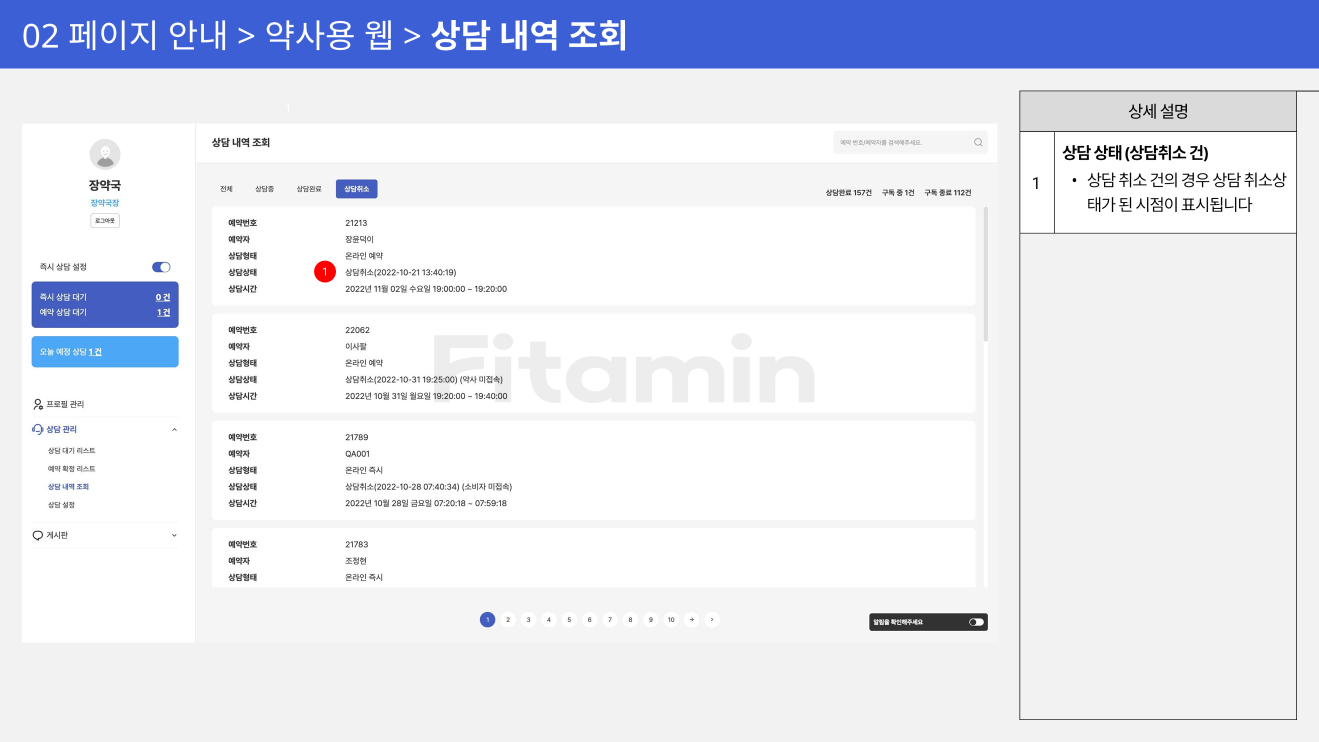 02 페이지 안내 > 약사용 웹 > 상담 내역 조회
1
장약국
장약국장
로그아웃
즉시 상담 설정
즉시 상담 대기 0 건
예약 상담 대기 1 건
오늘 예정 상담 1 건
프로필 관리
상담 관리
상담 대기 리스트
예약 확정 리스트
상담 내역 조회
상담 설정
게시판
상담 내역 조회
예약 번호/예약자를 검색해주세요.
전체 상담중 상담완료 상담취소
상담완료 157건 구독 중 1건 구독 종료 112건
예약번호 21213
예약자 장윤덕이
상담형태 온라인 예약
상담상태 1 상담취소(2022-10-21 13:40:19)
상담시간 2022년 11월 02일 수요일 19:00:00 ~ 19:20:00
예약번호 22062
예약자 이사팔
상담형태 온라인 예약
상담상태 상담취소(2022-10-31 19:25:00) (약사 미접속)
상담시간 2022년 10월 31일 월요일 19:20:00 ~ 19:40:00
Fitamin
예약번호 21789
예약자 QA001
상담형태 온라인 즉시
상담상태 상담취소(2022-10-28 07:40:34) (소비자 미접속)
상담시간 2022년 10월 28일 금요일 07:20:18 ~ 07:59:18
예약번호 21783
예약자 조정현
상담형태 온라인 즉시
1 2 3 4 5 6 7 8 9 10
알림을 확인해주세요
상세 설명
1
상담 상태 (상담취소 건)
• 상담 취소 건의 경우 상담 취소상
태가 된 시점이 표시됩니다